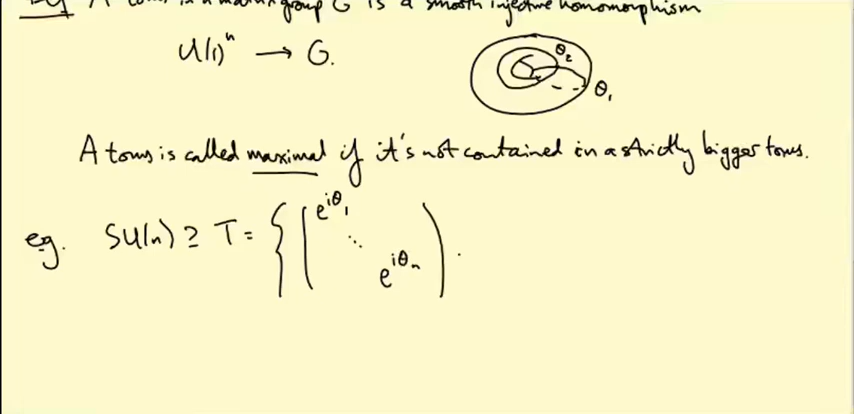 Def A torus in a matrix group G is a smooth injective homomorphism
U(1)ⁿ → G.
θ₂
θ₁
A torus is called maximal if it's not contained in a strictly bigger torus.
eg. SU(n) ⊇ T = { ( e^{iθ₁} ⋱ e^{iθₙ} ) .